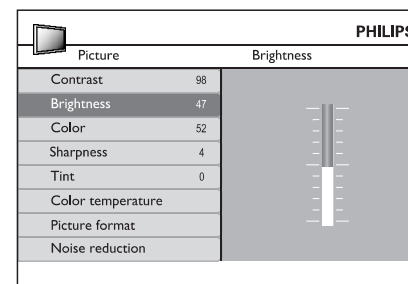 PHILIPS
Picture Brightness
Contrast 98
Brightness 47
Color 52
Sharpness 4
Tint 0
Color temperature
Picture format
Noise reduction